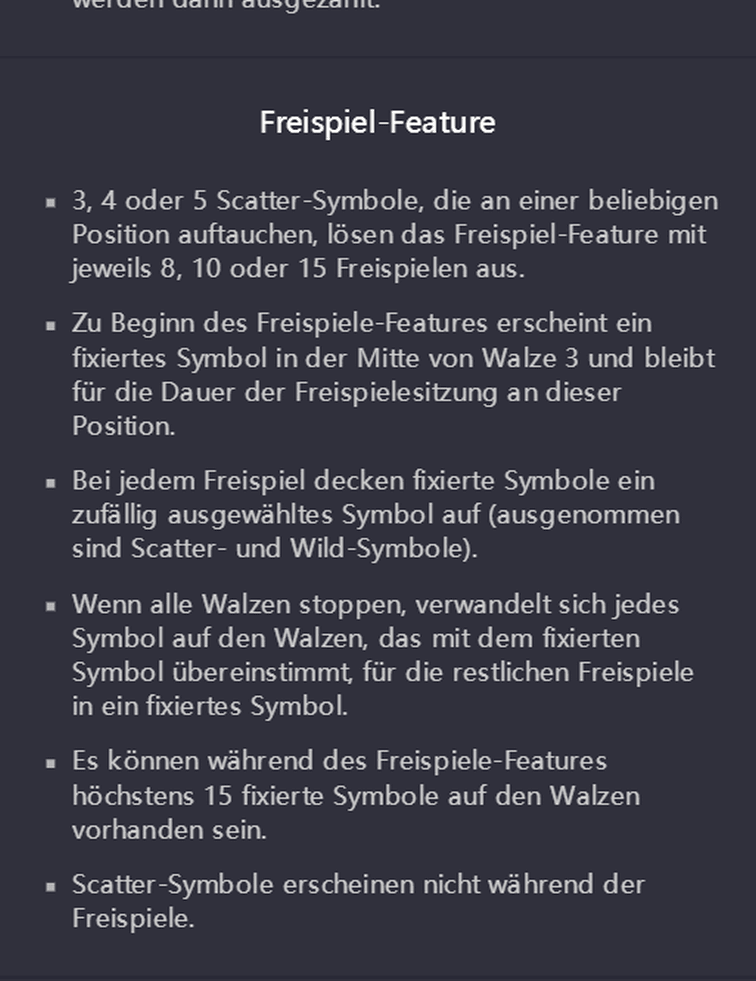 werden dann ausgezahlt.
Freispiel-Feature
▪ 3, 4 oder 5 Scatter-Symbole, die an einer beliebigen
Position auftauchen, lösen das Freispiel-Feature mit
jeweils 8, 10 oder 15 Freispielen aus.
▪ Zu Beginn des Freispiele-Features erscheint ein
fixiertes Symbol in der Mitte von Walze 3 und bleibt
für die Dauer der Freispielesitzung an dieser
Position.
▪ Bei jedem Freispiel decken fixierte Symbole ein
zufällig ausgewähltes Symbol auf (ausgenommen
sind Scatter- und Wild-Symbole).
▪ Wenn alle Walzen stoppen, verwandelt sich jedes
Symbol auf den Walzen, das mit dem fixierten
Symbol übereinstimmt, für die restlichen Freispiele
in ein fixiertes Symbol.
▪ Es können während des Freispiele-Features
höchstens 15 fixierte Symbole auf den Walzen
vorhanden sein.
▪ Scatter-Symbole erscheinen nicht während der
Freispiele.